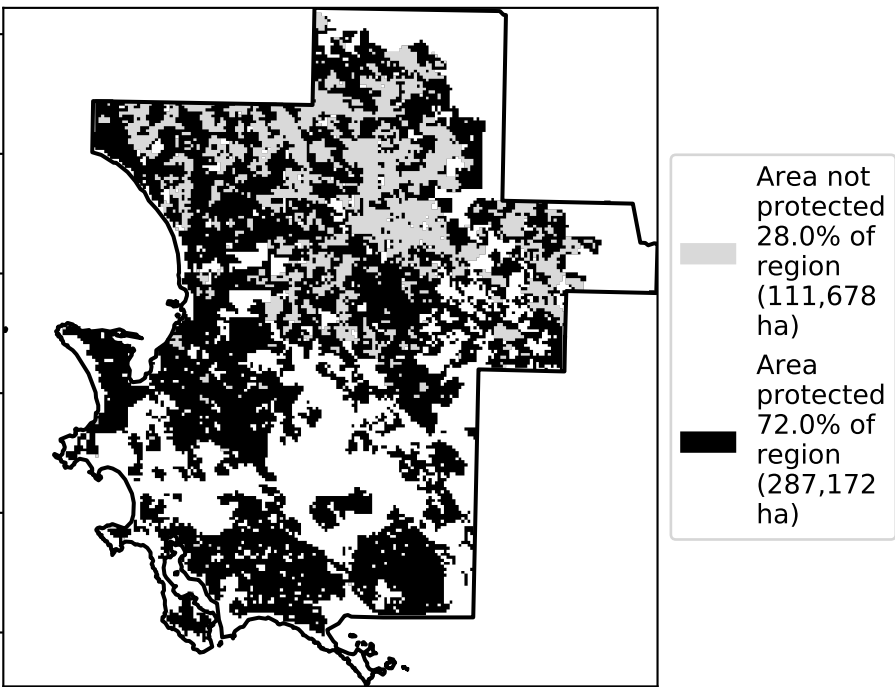 Area not
protected
28.0% of
region
(111,678
ha)
Area
protected
72.0% of
region
(287,172
ha)